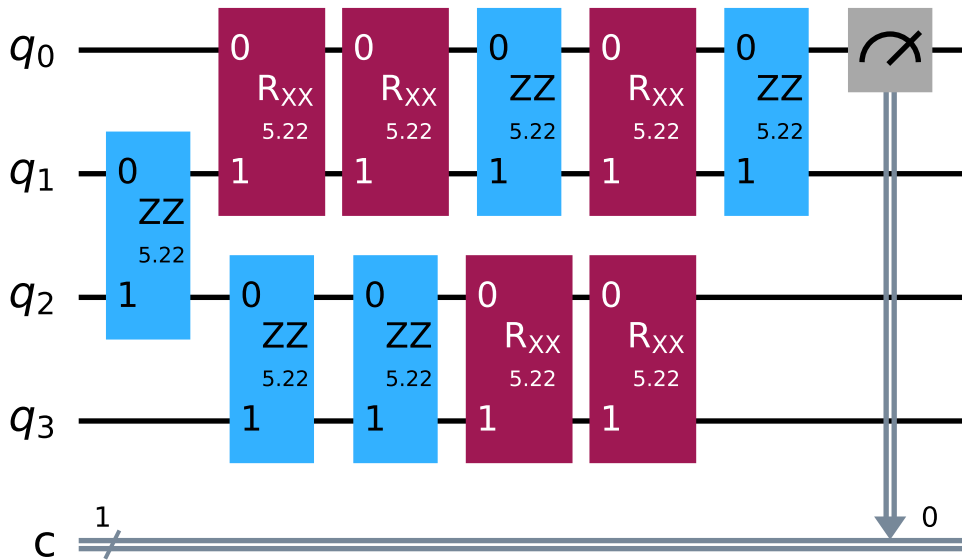 q0 0 0 0 0 0
RXX RXX ZZ RXX ZZ
5.22 5.22 5.22 5.22 5.22
q1 0 1 1 1 1 1
ZZ
5.22
q2 1 0 0 0 0
ZZ ZZ RXX RXX
5.22 5.22 5.22 5.22
q3 1 1 1 1
1 0
c